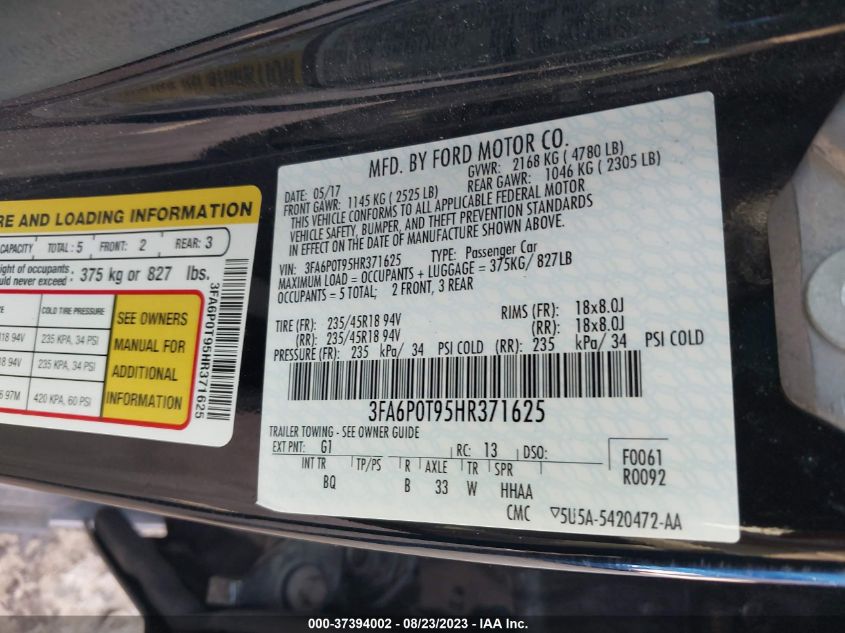 RE AND LOADING INFORMATION
CAPACITY TOTAL: 5 FRONT: 2 REAR: 3
ight of occupants
uld never exceed : 375 kg or 827 lbs.
COLD TIRE PRESSURE
R18 94V 235 KPA, 34 PSI
18 94V 235 KPA, 34 PSI
6 97M 420 KPA, 60 PSI
SEE OWNERS
MANUAL FOR
ADDITIONAL
INFORMATION
3FA6P0T95HR371625
MFD. BY FORD MOTOR CO.
DATE: 05/17 GVWR: 2168 KG ( 4780 LB)
FRONT GAWR: 1145 KG ( 2525 LB) REAR GAWR: 1046 KG ( 2305 LB)
THIS VEHICLE CONFORMS TO ALL APPLICABLE FEDERAL MOTOR
VEHICLE SAFETY, BUMPER, AND THEFT PREVENTION STANDARDS
IN EFFECT ON THE DATE OF MANUFACTURE SHOWN ABOVE.
VIN: 3FA6P0T95HR371625 TYPE: Passenger Car
MAXIMUM LOAD = OCCUPANTS + LUGGAGE = 375KG/ 827LB
OCCUPANTS = 5 TOTAL: 2 FRONT, 3 REAR
TIRE (FR): 235/45R18 94V RIMS (FR): 18x8.0J
(RR): 235/45R18 94V (RR): 18x8.0J
PRESSURE (FR): 235 kPa/ 34 PSI COLD (RR): 235 kPa/ 34 PSI COLD
3FA6P0T95HR371625
TRAILER TOWING - SEE OWNER GUIDE
EXT PNT: G1 RC: 13 DSO: F0061
R0092
INT TR TP/PS R AXLE TR SPR
BQ B 33 W HHAA
CMC ▽5U5A-5420472-AA
000-37394002 - 08/23/2023 - IAA Inc.